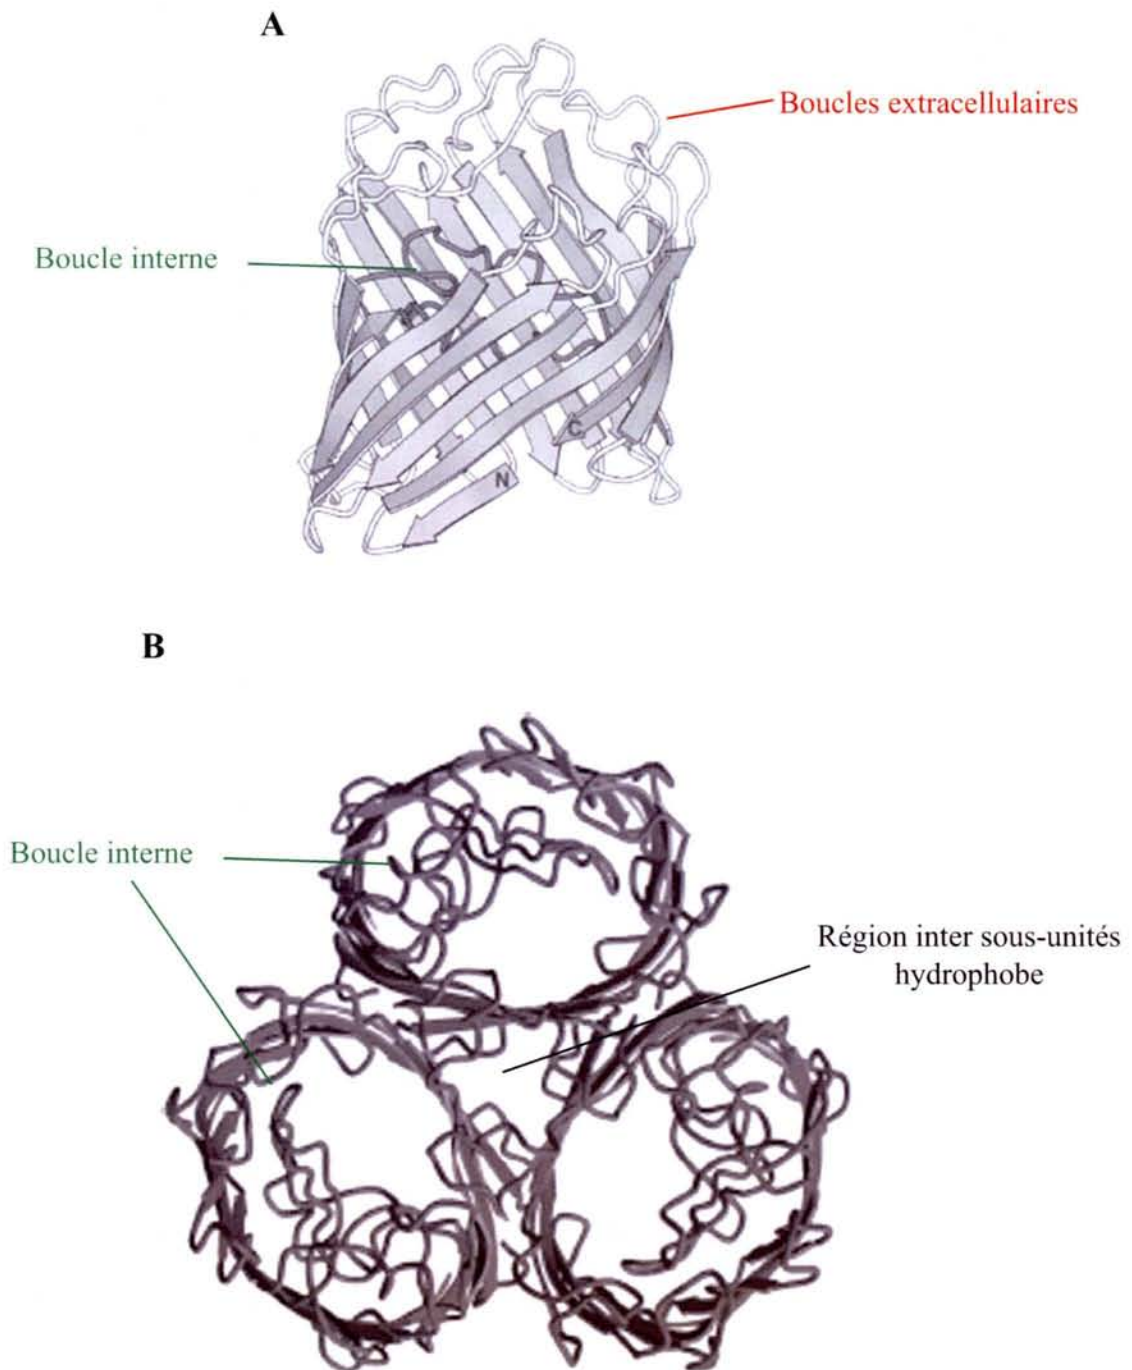 A
Boucles extracellulaires
Boucle interne
C
N
B
Boucle interne
Région inter sous-unités
hydrophobe